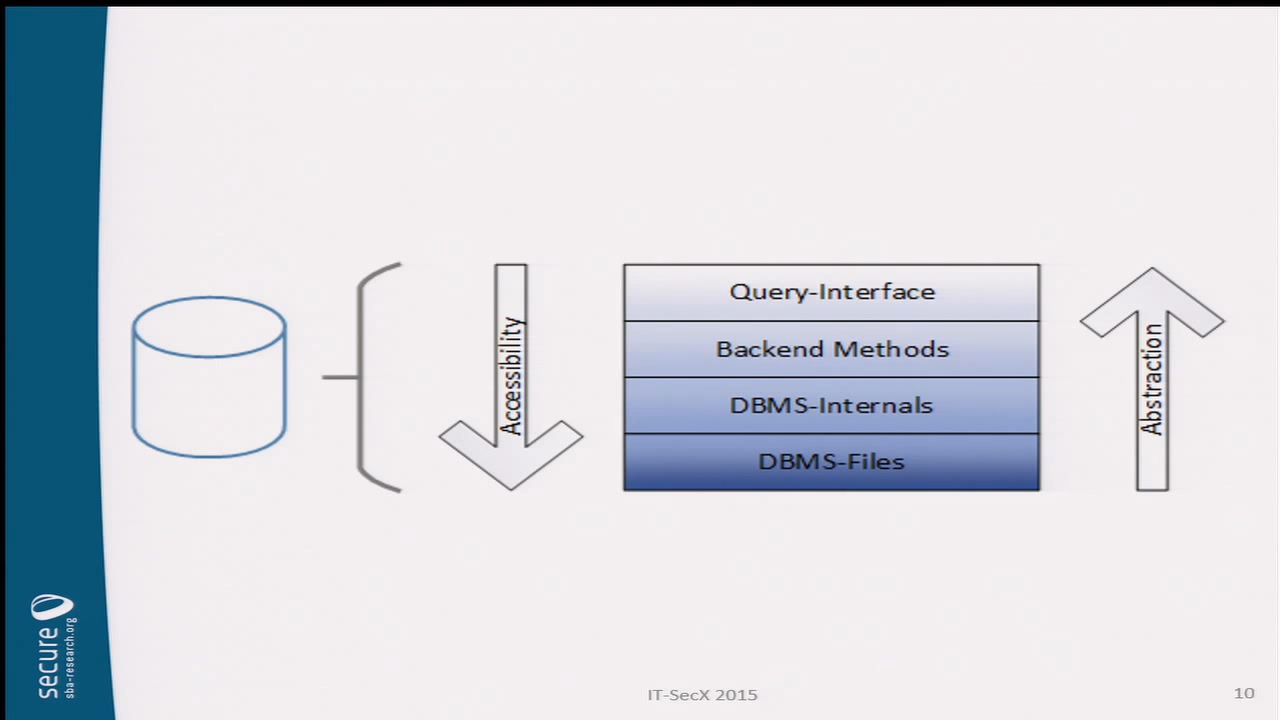 Accessibility
Query-Interface
Backend Methods
DBMS-Internals
DBMS-Files
Abstraction
secure
sba-research.org
IT-SecX 2015
10